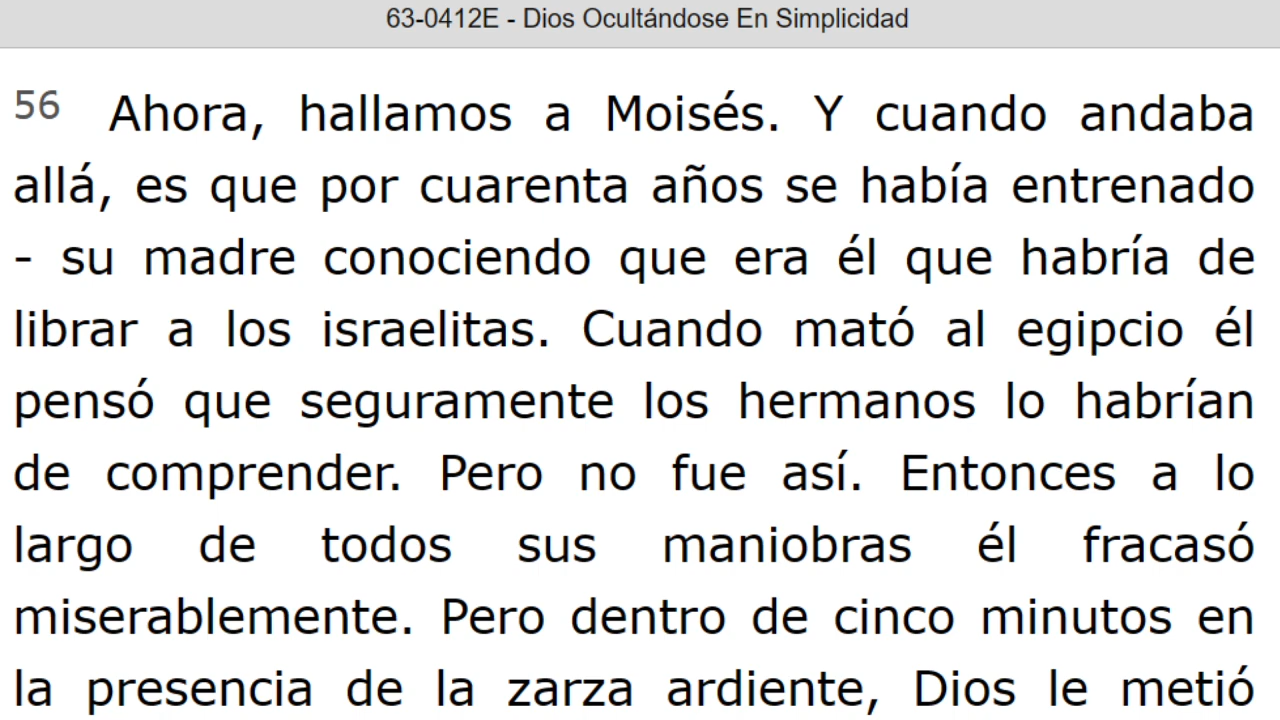 63-0412E - Dios Ocultándose En Simplicidad
56 Ahora, hallamos a Moisés. Y cuando andaba
allá, es que por cuarenta años se había entrenado
- su madre conociendo que era él que habría de
librar a los israelitas. Cuando mató al egipcio él
pensó que seguramente los hermanos lo habrían
de comprender. Pero no fue así. Entonces a lo
largo de todos sus maniobras él fracasó
miserablemente. Pero dentro de cinco minutos en
la presencia de la zarza ardiente, Dios le metió